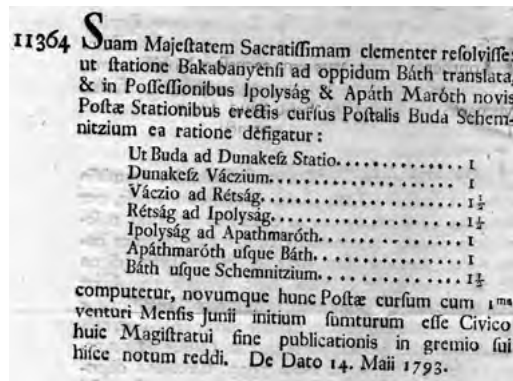 11364 Suam Majeſtatem Sacratiſſimam clementer reſolviſſe:
ut ſtatione Bakabanyenſi ad oppidum Báth translata,
& in Poſſeſſionibus Ipolyság & Apáth Maróth novis
Poſtæ Stationibus erectis curſus Poſtalis Buda Schem-
nitzium ea ratione defigatur:
Ut Buda ad Dunakeſz Statio. . . . . . . . . . . . . . 1
Dunakeſz Váczium. . . . . . . . . . . . . . . . . . . . 1
Váczio ad Rétság. . . . . . . . . . . . . . . . . . . . 1½
Rétság ad Ipolyság. . . . . . . . . . . . . . . . . . . 1½
Ipolyság ad Apathmaróth. . . . . . . . . . . . . . . . 1
Apáthmaróth uſque Báth. . . . . . . . . . . . . . . . 1
Báth uſque Schemnitzium. . . . . . . . . . . . . . . . 1½
computetur, novumque hunc Poſtæ curſum cum 1ma
venturi Menſis Junii initium ſumturum eſſe Civico
huic Magiſtratui fine publicationis in gremio ſui
hiſce notum reddi. De Dato 14. Maii 1793.